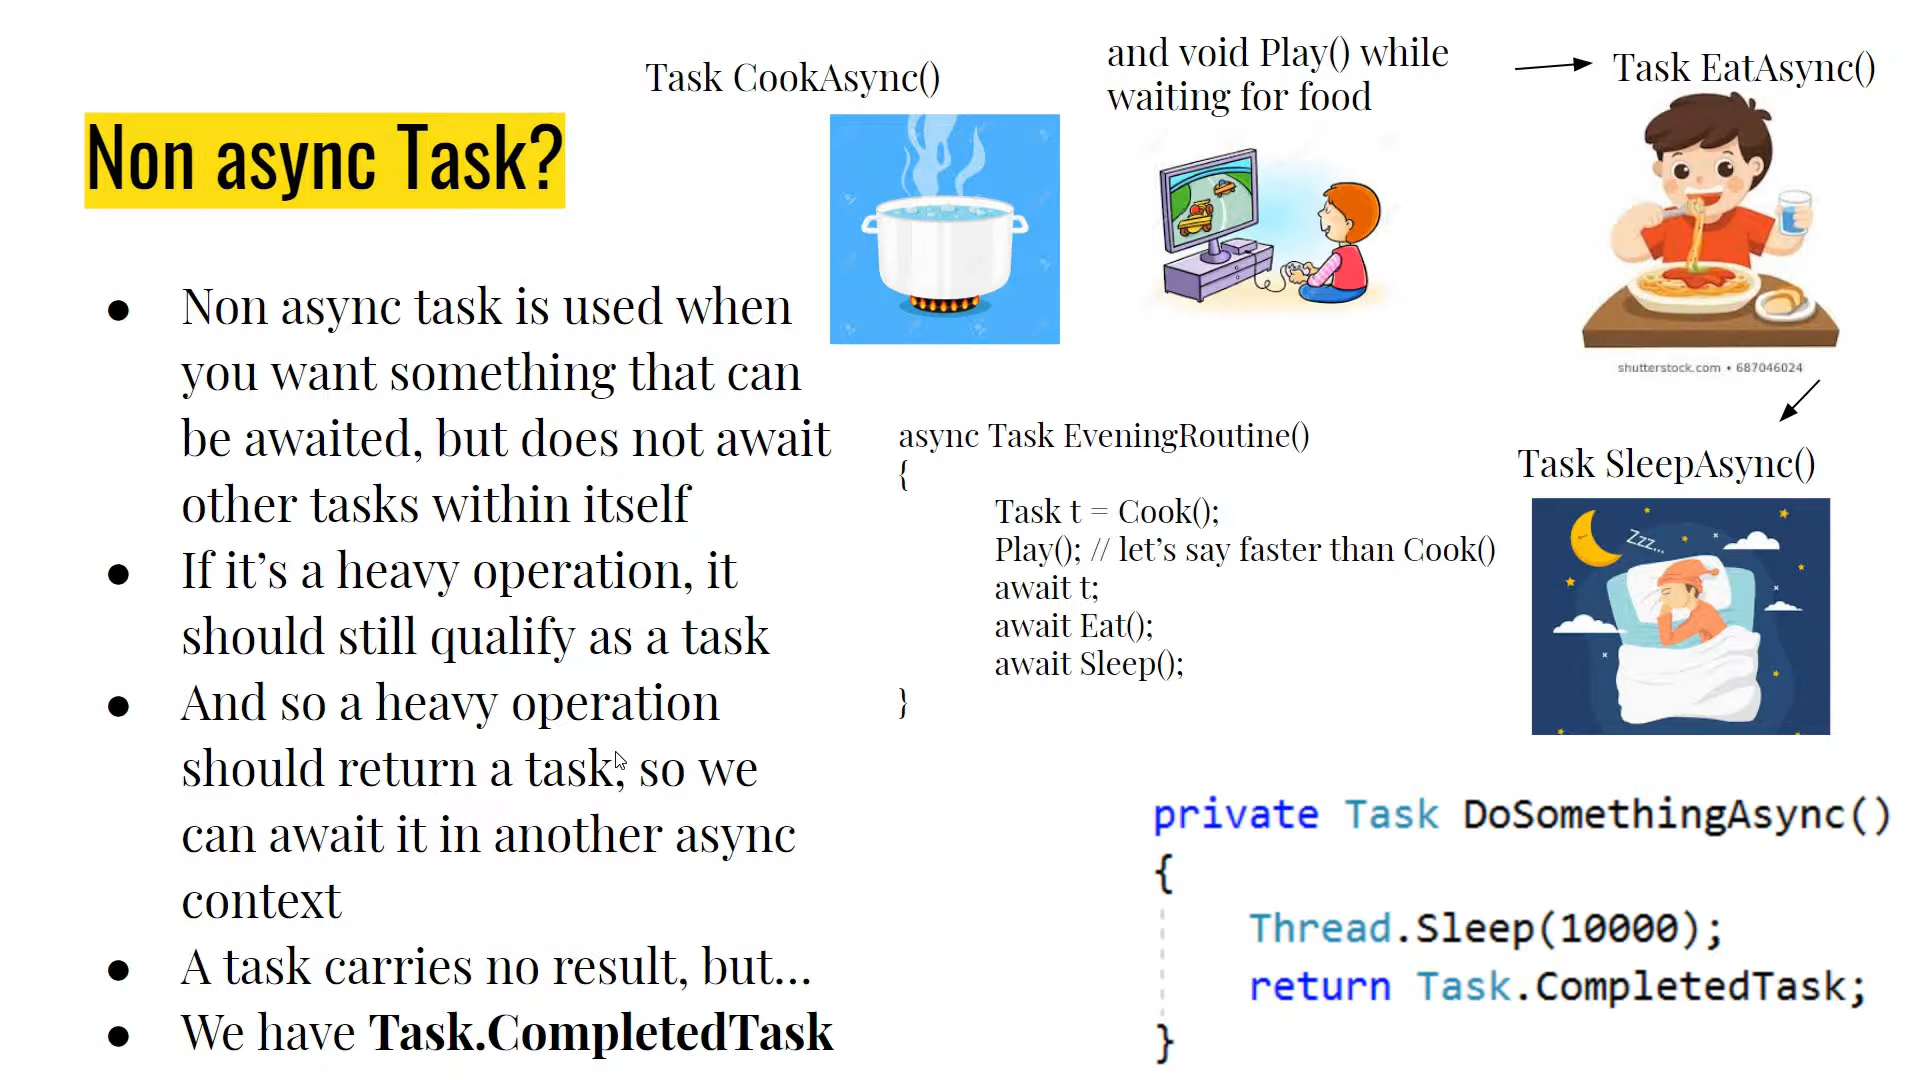 Non async Task?
● Non async task is used when
you want something that can
be awaited, but does not await
other tasks within itself
● If it’s a heavy operation, it
should still qualify as a task
● And so a heavy operation
should return a task, so we
can await it in another async
context
● A task carries no result, but...
● We have Task.CompletedTask
Task CookAsync()
and void Play() while
waiting for food
Task EatAsync()
shutterstock.com • 687046024
Task SleepAsync()
Zzz...
async Task EveningRoutine()
{
Task t = Cook();
Play(); // let’s say faster than Cook()
await t;
await Eat();
await Sleep();
}
private Task DoSomethingAsync()
{
Thread.Sleep(10000);
return Task.CompletedTask;
}